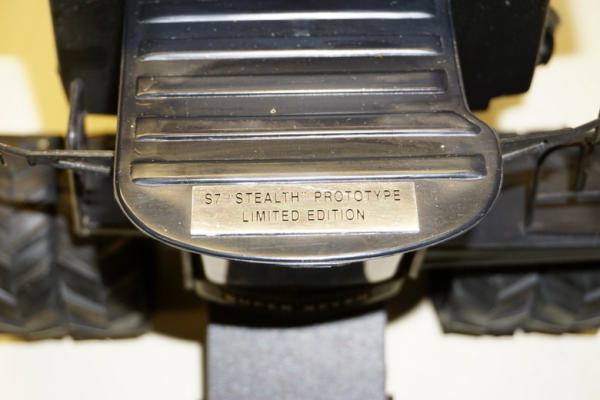 S7 "STEALTH" PROTOTYPE
LIMITED EDITION